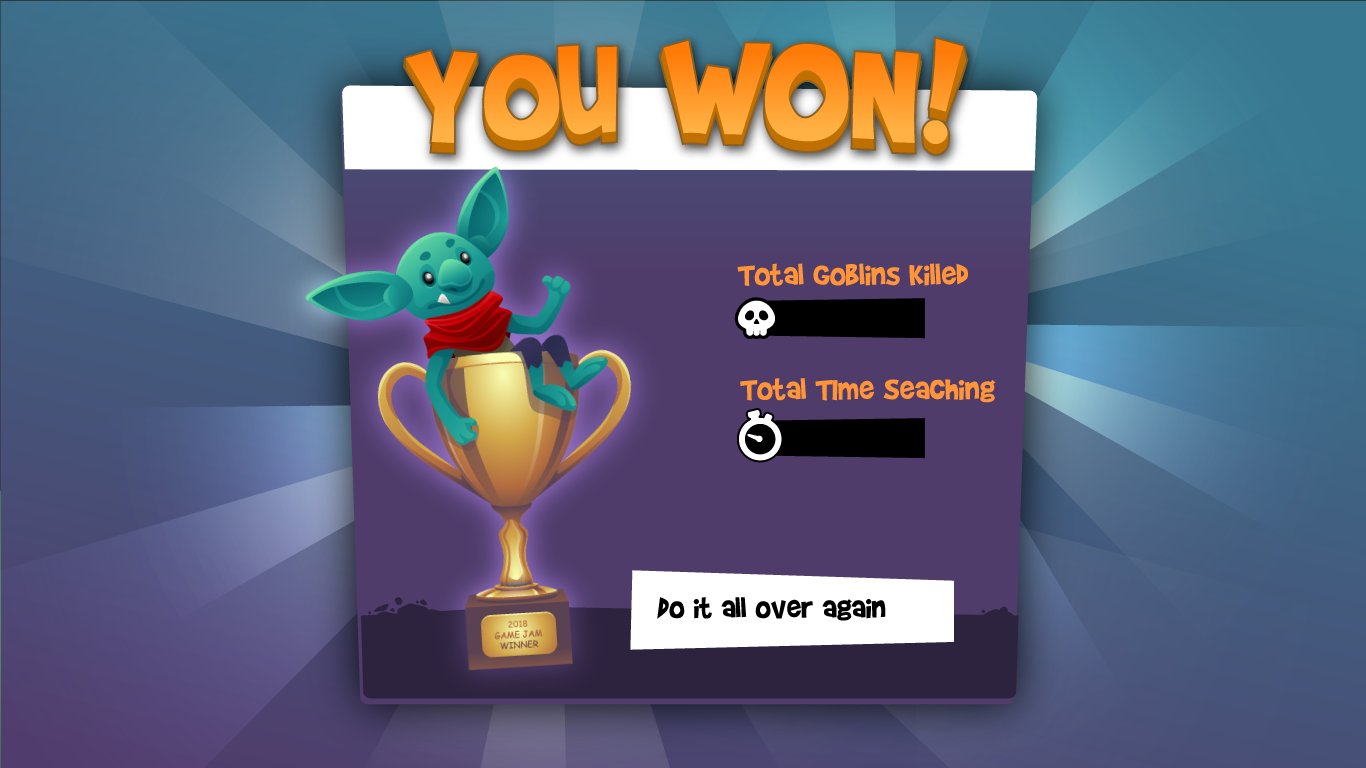 YOU WON!
Total Goblins Killed
Total TIme Seaching
Do it all over again
2018
GAME JAM
WINNER